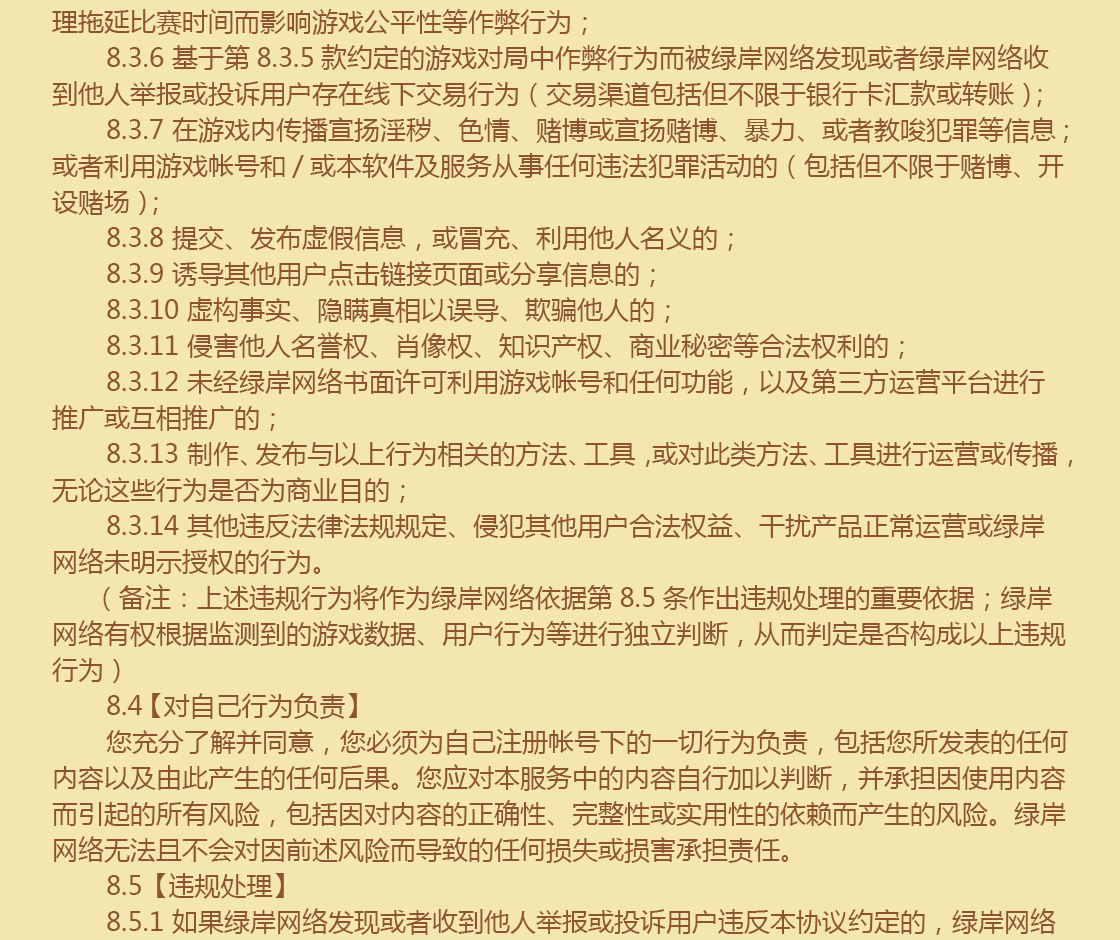 理拖延比赛时间而影响游戏公平性等作弊行为；
8.3.6 基于第 8.3.5 款约定的游戏对局中作弊行为而被绿岸网络发现或者绿岸网络收
到他人举报或投诉用户存在线下交易行为（交易渠道包括但不限于银行卡汇款或转账）；
8.3.7 在游戏内传播宣扬淫秽、色情、赌博或宣扬赌博、暴力、或者教唆犯罪等信息；
或者利用游戏帐号和 / 或本软件及服务从事任何违法犯罪活动的（包括但不限于赌博、开
设赌场）；
8.3.8 提交、发布虚假信息，或冒充、利用他人名义的；
8.3.9 诱导其他用户点击链接页面或分享信息的；
8.3.10 虚构事实、隐瞒真相以误导、欺骗他人的；
8.3.11 侵害他人名誉权、肖像权、知识产权、商业秘密等合法权利的；
8.3.12 未经绿岸网络书面许可利用游戏帐号和任何功能，以及第三方运营平台进行
推广或互相推广的；
8.3.13 制作、发布与以上行为相关的方法、工具，或对此类方法、工具进行运营或传播，
无论这些行为是否为商业目的；
8.3.14 其他违反法律法规规定、侵犯其他用户合法权益、干扰产品正常运营或绿岸
网络未明示授权的行为。
（备注：上述违规行为将作为绿岸网络依据第 8.5 条作出违规处理的重要依据；绿岸
网络有权根据监测到的游戏数据、用户行为等进行独立判断，从而判定是否构成以上违规
行为）
8.4【对自己行为负责】
您充分了解并同意，您必须为自己注册帐号下的一切行为负责，包括您所发表的任何
内容以及由此产生的任何后果。您应对本服务中的内容自行加以判断，并承担因使用内容
而引起的所有风险，包括因对内容的正确性、完整性或实用性的依赖而产生的风险。绿岸
网络无法且不会对因前述风险而导致的任何损失或损害承担责任。
8.5【违规处理】
8.5.1 如果绿岸网络发现或者收到他人举报或投诉用户违反本协议约定的，绿岸网络